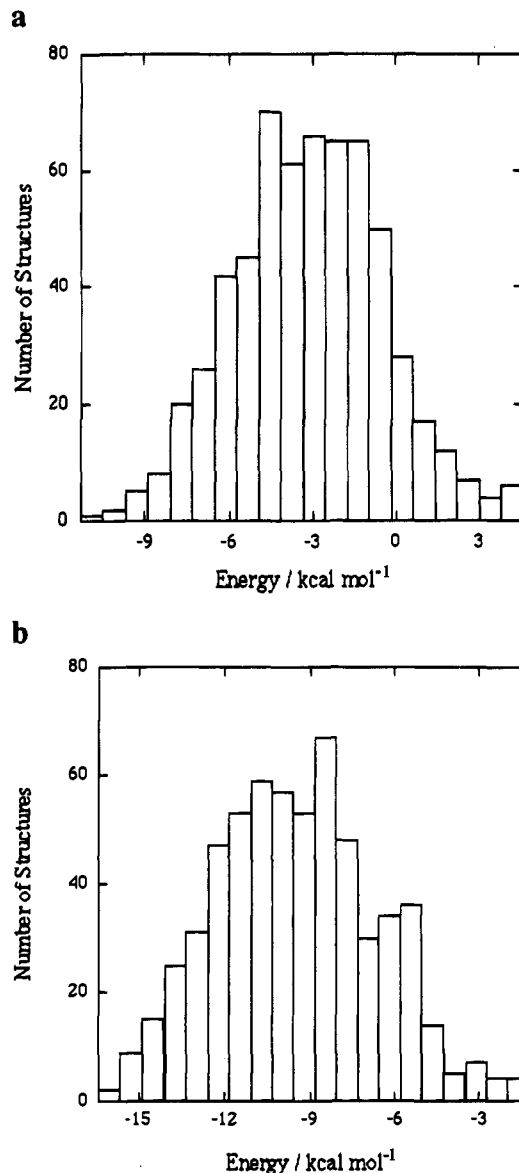 a
80
60
40
20
0
Number of Structures
-9 -6 -3 0 3
Energy / kcal mol-1
b
80
60
40
20
0
Number of Structures
-15 -12 -9 -6 -3
Energy / kcal mol-1